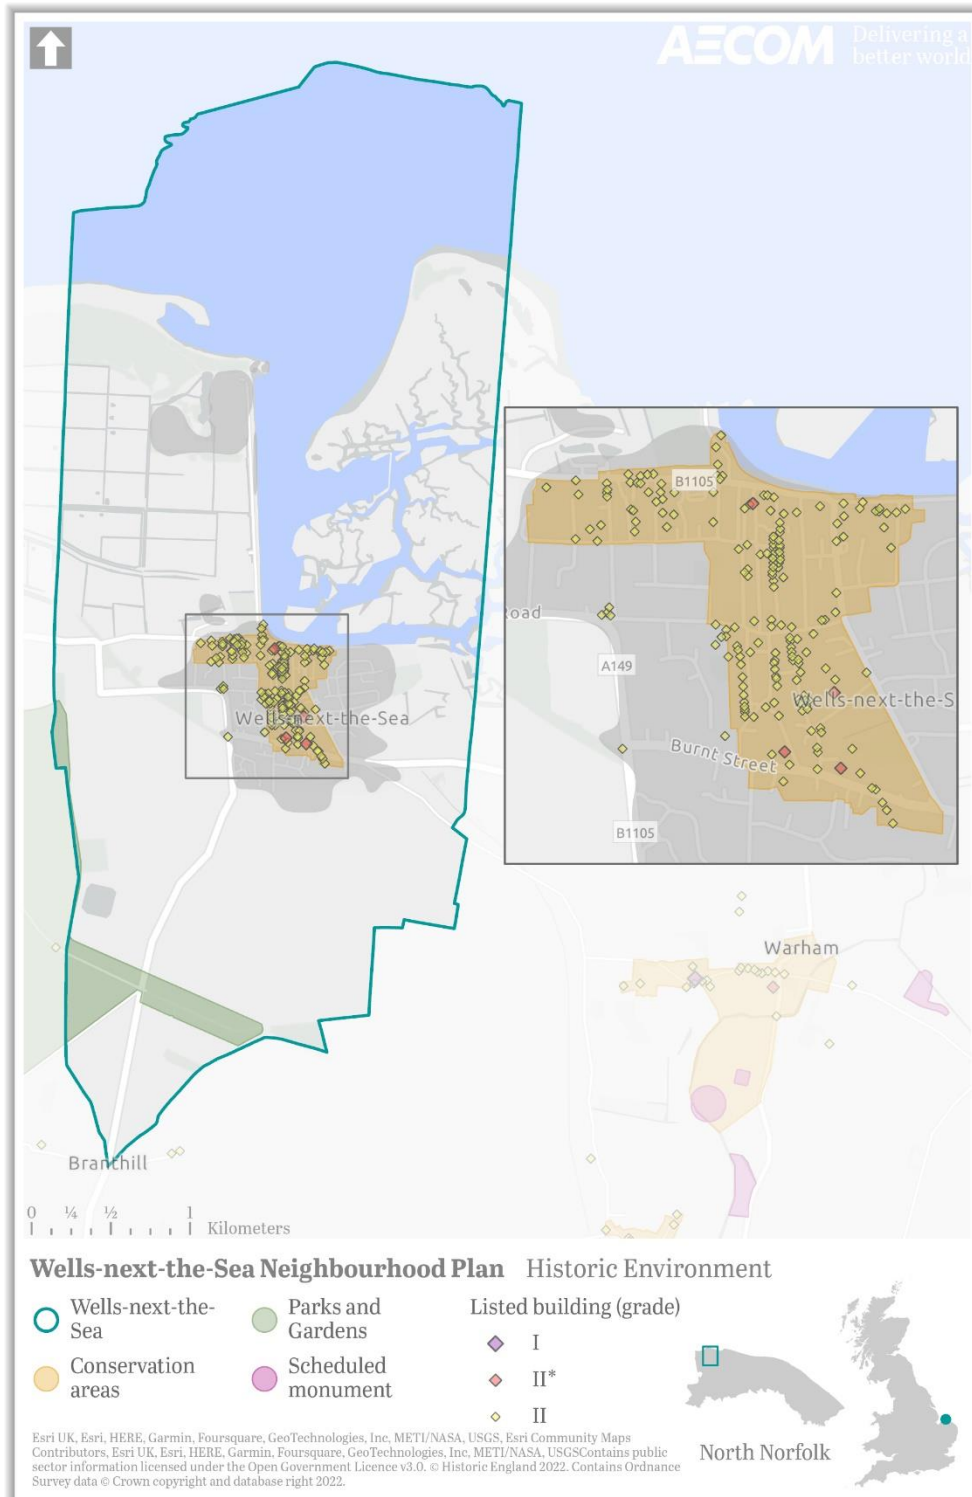 AECOM
Delivering a
better world
B1105
Road
A149
Wells-next-the-S
Burnt Street
B1105
Wells-next-the-Sea
Warham
Branthill
0 ¼ ½ 1
Kilometers
Wells-next-the-Sea Neighbourhood Plan Historic Environment
Wells-next-the-
Sea
Parks and
Gardens
Conservation
areas
Scheduled
monument
Listed building (grade)
I
II*
II
North Norfolk
Esri UK, Esri, HERE, Garmin, Foursquare, GeoTechnologies, Inc, METI/NASA, USGS, Esri Community Maps
Contributors, Esri UK, Esri, HERE, Garmin, Foursquare, GeoTechnologies, Inc, METI/NASA, USGSContains public
sector information licensed under the Open Government Licence v3.0. © Historic England 2022. Contains Ordnance
Survey data © Crown copyright and database right 2022.